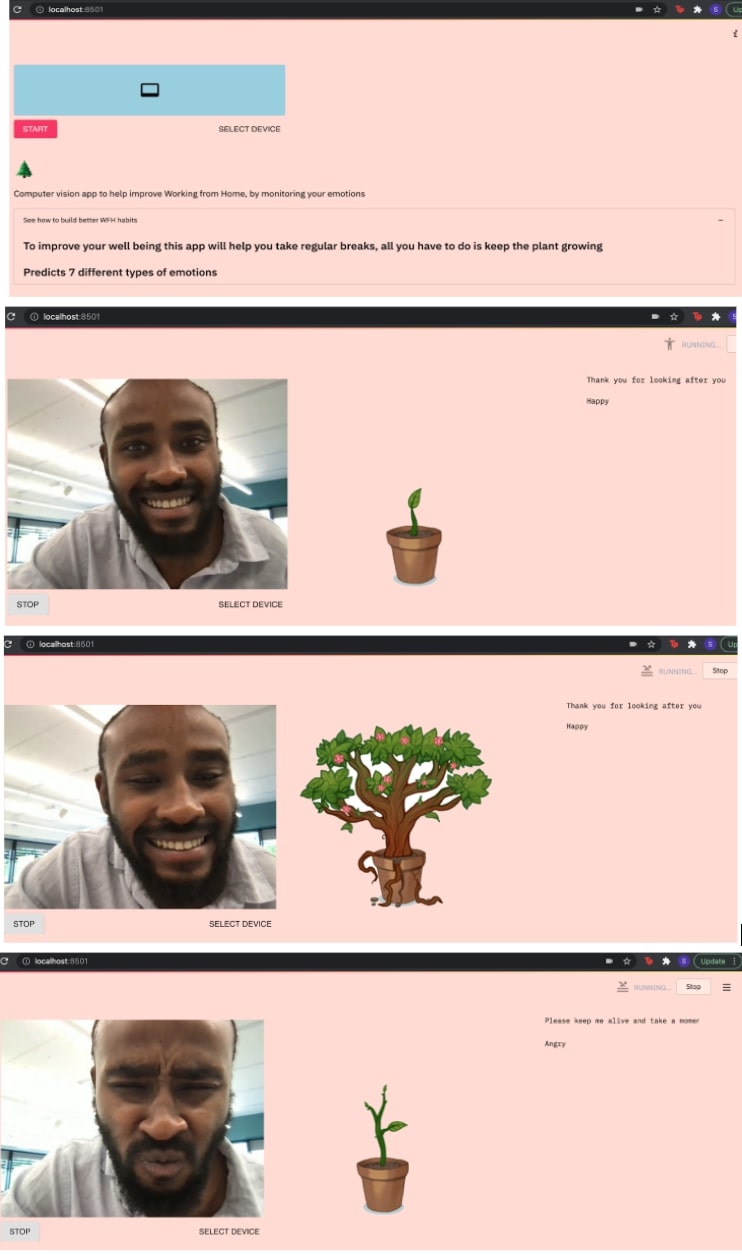 localhost:8501
START
SELECT DEVICE
Computer vision app to help improve Working from Home, by monitoring your emotions
See how to build better WFH habits
To improve your well being this app will help you take regular breaks, all you have to do is keep the plant growing
Predicts 7 different types of emotions
localhost:8501
RUNNING...
Thank you for looking after you
Happy
STOP
SELECT DEVICE
localhost:8501
S
Up
RUNNING...
Stop
Thank you for looking after you
Happy
STOP
SELECT DEVICE
localhost:8501
S
Update
RUNNING...
Stop
Please keep me alive and take a momer
Angry
STOP
SELECT DEVICE